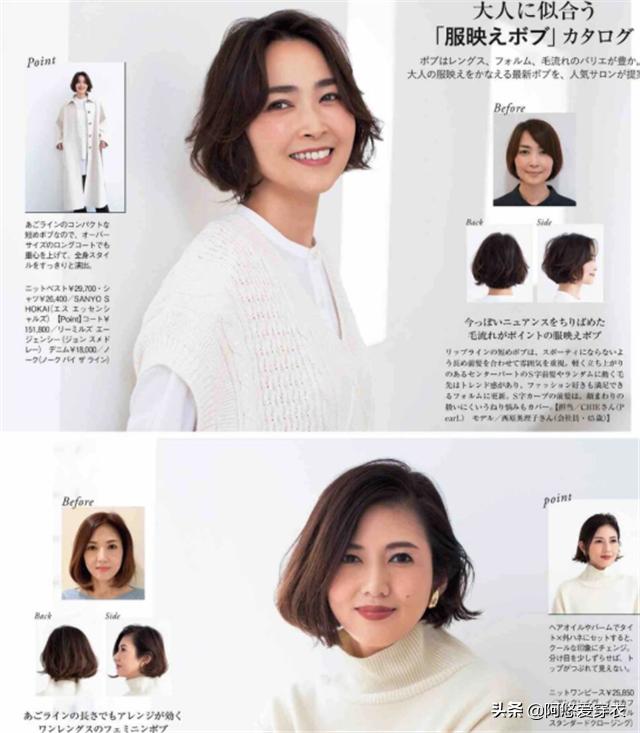 大人に似合う
「服映えボブ」カタログ
ボブはレングス、フォルム、毛流れのバリエが豊か。
大人の服映えをかなえる最新ボブを、人気サロンが提
Point
あごラインのコンパクトな
短めボブなので、オーバー
サイズのロングコートでも
重心を上げて、全身スタイ
ルをすっきりと演出。
ニットベスト¥29,700・シ
ャツ¥26,400／SANYO S
HOKAI（エス エッセンシ
ャルズ） 【Point】コート¥
151,800／リーミルズ エー
ジェンシー（ジョン スメド
レー） デニム¥18,000／ノ
ーク（ノーク バイ ザ ライン）
Before
Back
Side
今っぽいニュアンスをちりばめた
毛流れがポイントの服映えボブ
リップラインの短めボブは、スポーティにならないよ
う長め前髪を合わせて雰囲気を重視。軽く立ち上がり
のあるセンターパートのS字前髪やランダムに動く毛
先はトレンド感があり、ファッション好きも満足でき
るフォルムに更新。S字カーブの前髪は、顔まわりの
扱いにくいうねり悩みもカバー。【担当／CHIEさん（P
earL） モデル／西原英理子さん（会社員・45歳）】
Before
Back
Side
あごラインの長さでもアレンジが効く
ワンレングスのフェミニンボブ
point
ヘアオイルやバームでタイ
ト×外ハネにセットすると、
クールな印象にチェンジ。
分け目を少しずらせば、ト
ップがつぶれて見えない。
ニットワンピース¥25,850
スタンダードクロージング）
头条 @阿悠爱穿衣